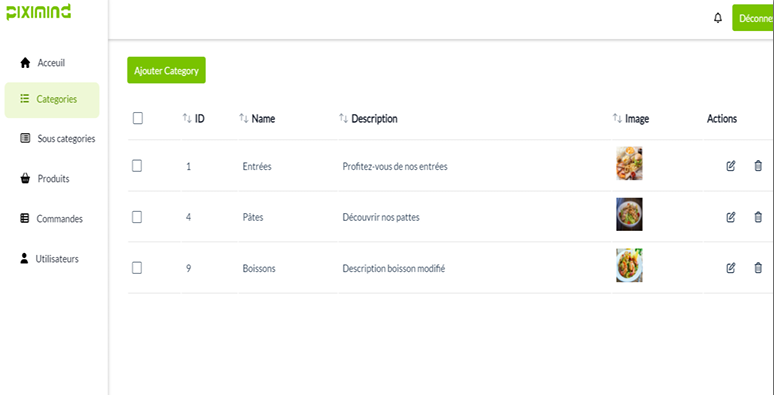 PIXIMIND
Déconne
Acceuil
Categories
Sous categories
Produits
Commandes
Utilisateurs
Ajouter Category
ID Name Description Image Actions
1 Entrées Profitez-vous de nos entrées
4 Pâtes Découvrir nos pattes
9 Boissons Description boisson modifié